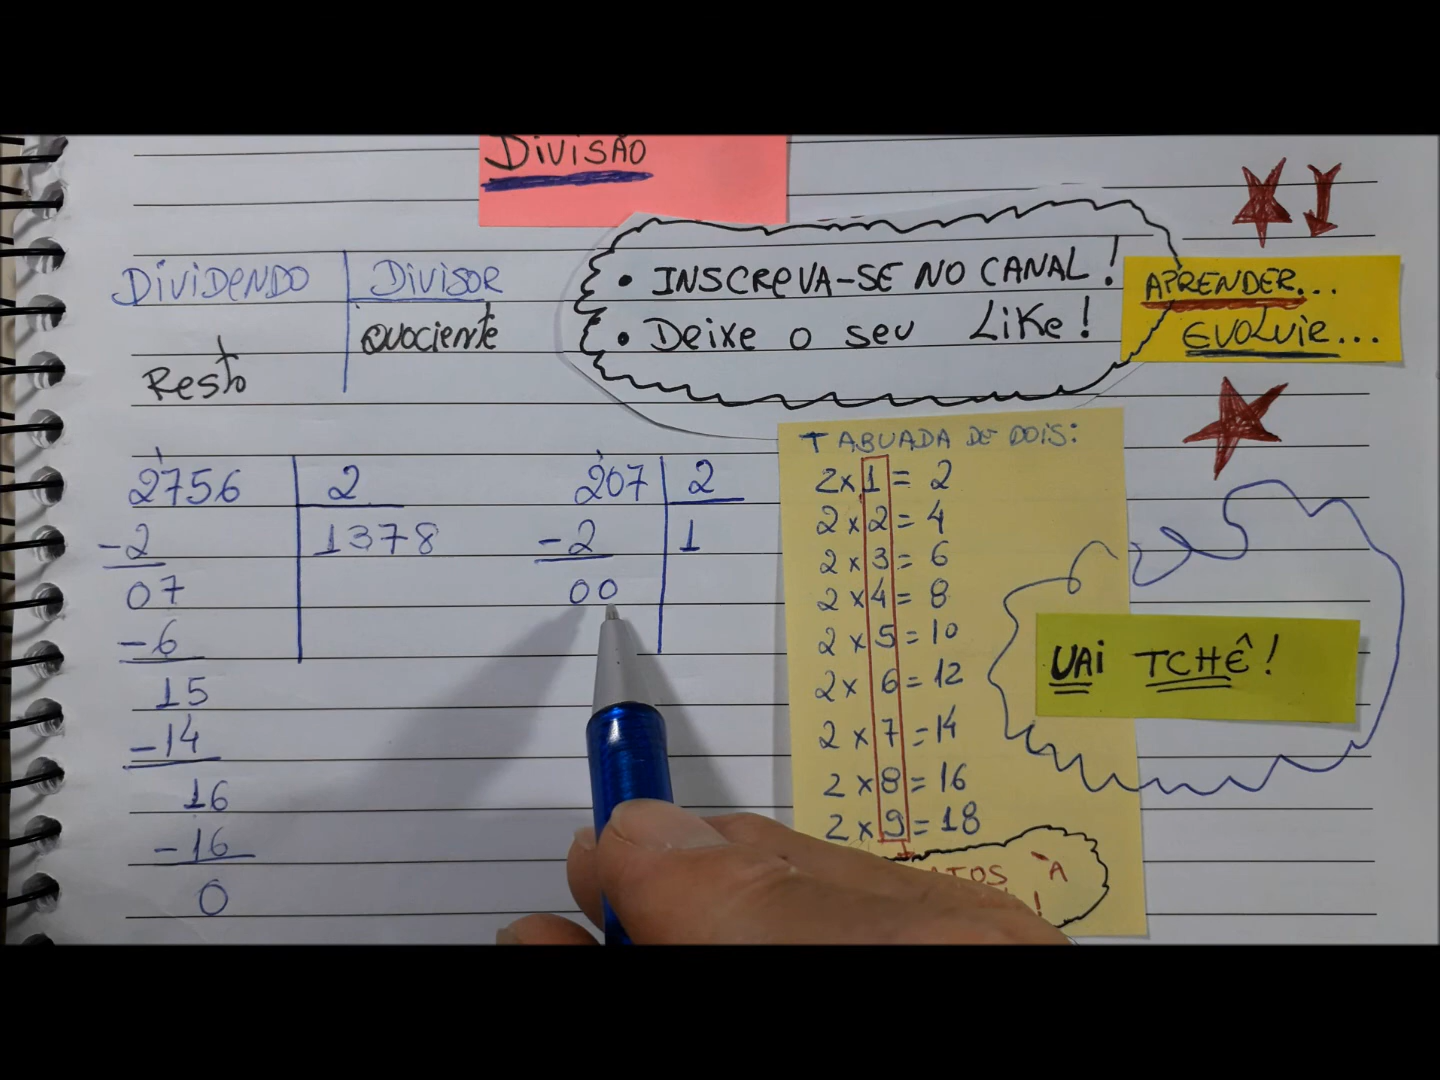 Divisão
Dividendo Divisor
Quociente
Resto
• INSCREVA-SE NO CANAL!
• Deixe o seu Like!
APRENDER...
EVOLUIR...
2756 2
-2 1378
07
-6
15
-14
16
-16
0
207 2
-2 1
00
TABUADA DE DOIS:
2x1=2
2x2=4
2x3=6
2x4=8
2x5=10
2x6=12
2x7=14
2x8=16
2x9=18
À
!
UAI TCHÊ!